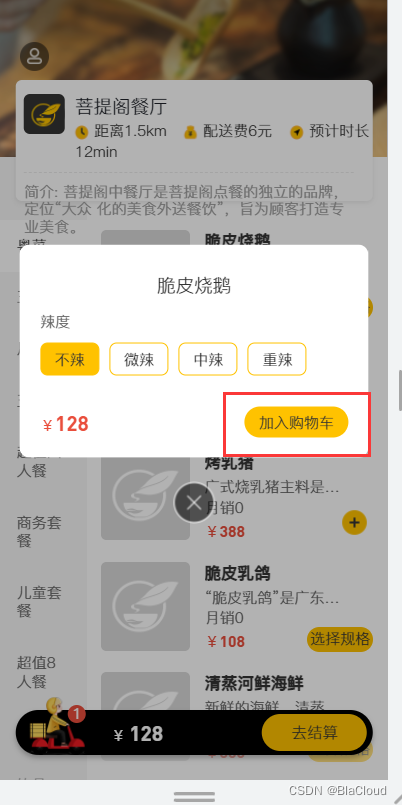 菩提阁餐厅
距离1.5km 配送费6元 预计时长
12min
简介: 菩提阁中餐厅是菩提阁点餐的独立的品牌，
定位“大众 化的美食外送餐饮”，旨为顾客打造专
业美食。
脆皮烧鹅
辣度
不辣 微辣 中辣 重辣
￥128
加入购物车
人餐
烤乳猪
广式烧乳猪主料是...
月销0
￥388
商务套
餐
脆皮乳鸽
“脆皮乳鸽”是广东...
月销0
￥108
选择规格
儿童套
餐
超值8
人餐
清蒸河鲜海鲜
新鲜的海鲜，清蒸
1
￥ 128
去结算
CSDN @BlaCloud